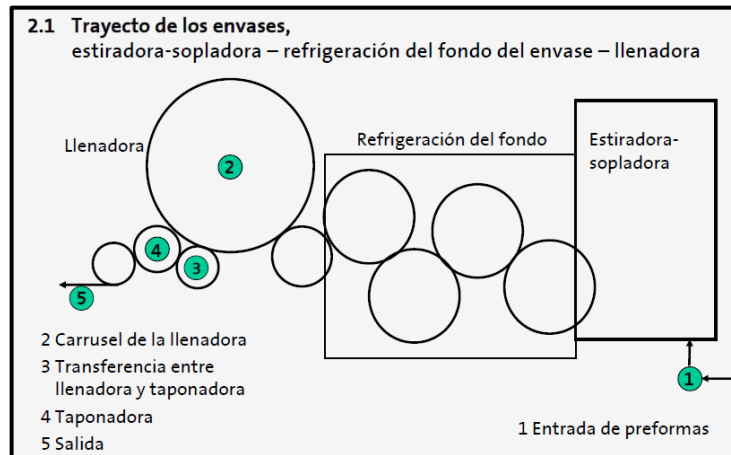 2.1 Trayecto de los envases,
estiradora-sopladora – refrigeración del fondo del envase – llenadora
Llenadora
Refrigeración del fondo
Estiradora-
sopladora
2
4
3
5
1
2 Carrusel de la llenadora
3 Transferencia entre
llenadora y taponadora
4 Taponadora
5 Salida
1 Entrada de preformas